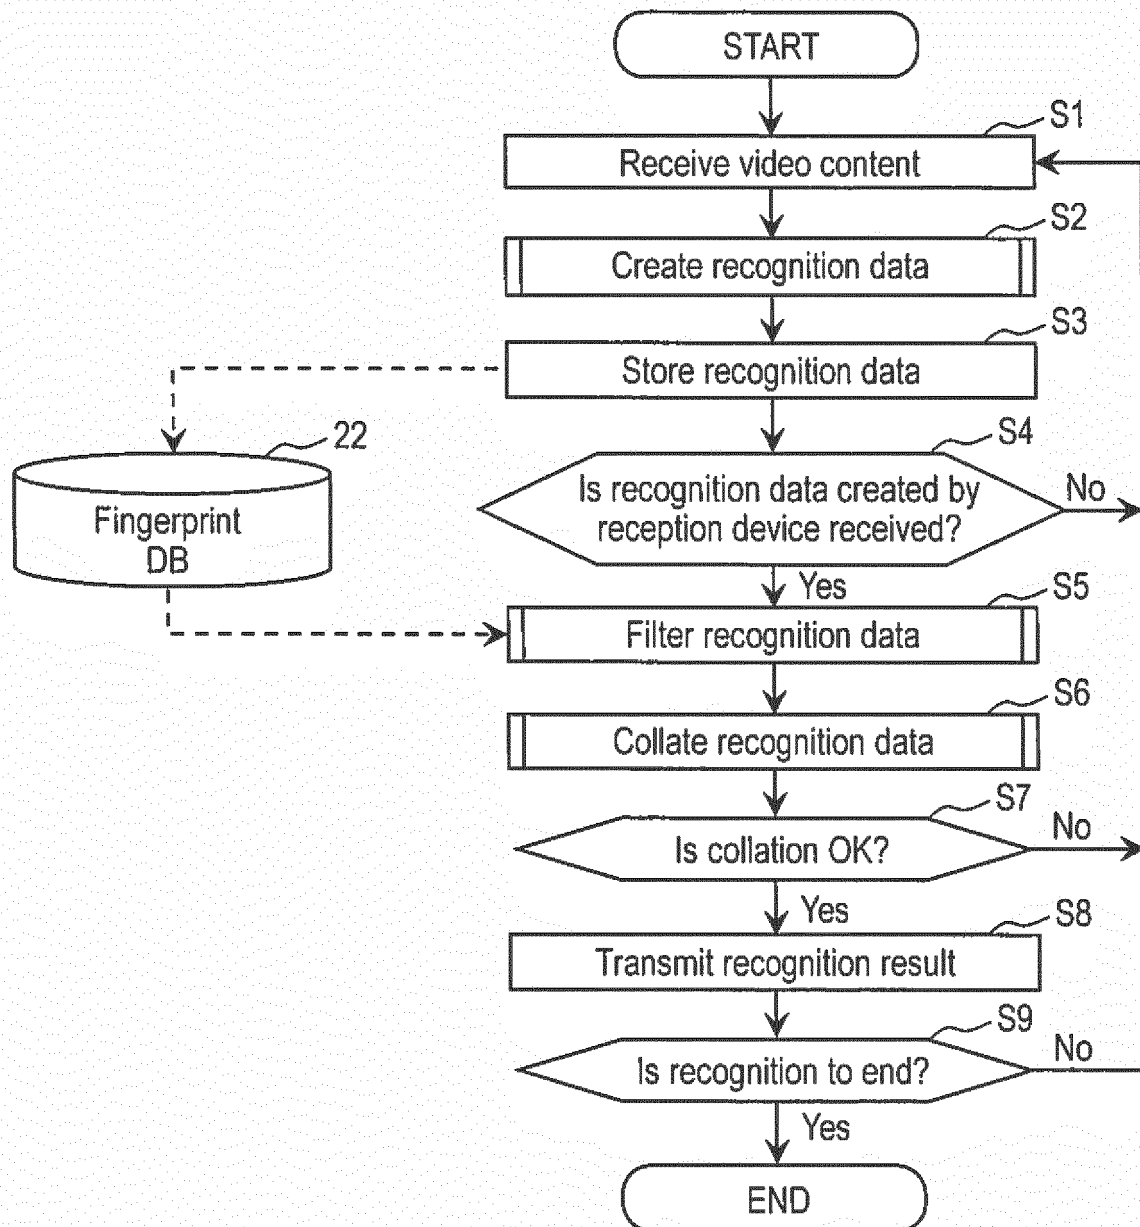 START
S1
Receive video content
S2
Create recognition data
S3
Store recognition data
22
Fingerprint
DB
S4
Is recognition data created by
reception device received?
No
Yes
S5
Filter recognition data
S6
Collate recognition data
S7
Is collation OK?
No
Yes
S8
Transmit recognition result
S9
Is recognition to end?
No
Yes
END